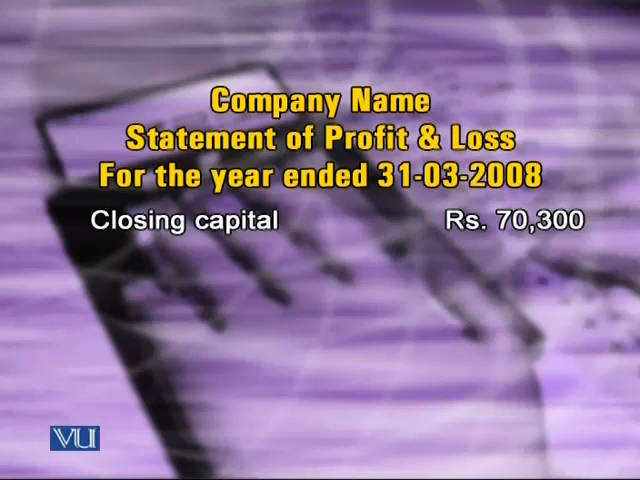 Company Name
Statement of Profit & Loss
For the year ended 31-03-2008
Closing capital Rs. 70,300
VU